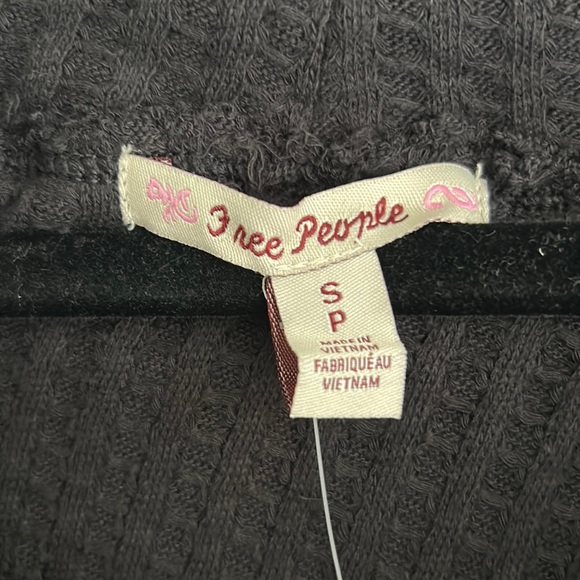 Free People
S
P
MADE IN
VIETNAM
FABRIQUÉ AU
VIETNAM